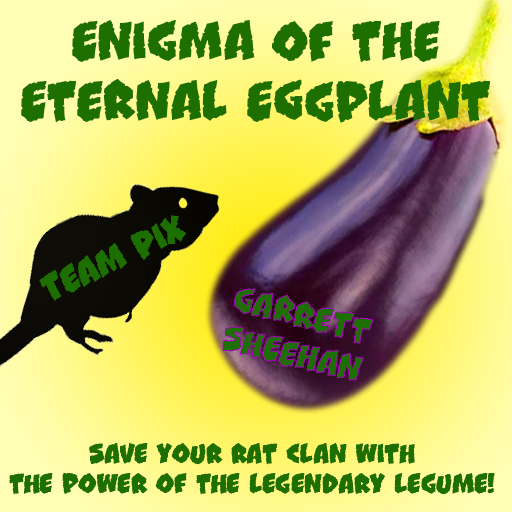 ENIGMA OF THE
ETERNAL EGGPLANT
TEAM PIX
GARRETT
SHEEHAN
SAVE YOUR RAT CLAN WITH
THE POWER OF THE LEGENDARY LEGUME!